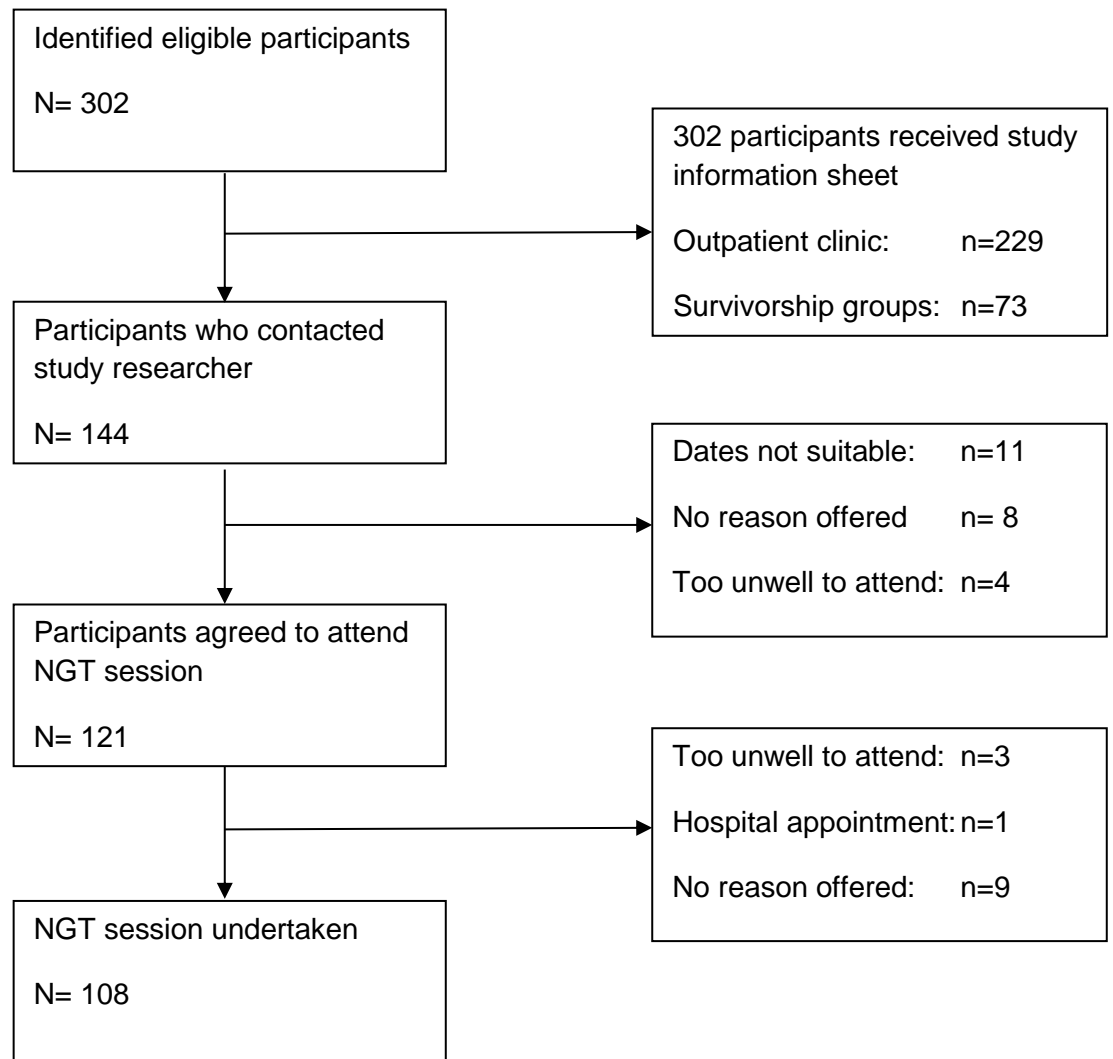 Identified eligible participants
N= 302
302 participants received study
information sheet
Outpatient clinic: n=229
Survivorship groups: n=73
Participants who contacted
study researcher
N= 144
Dates not suitable: n=11
No reason offered n= 8
Too unwell to attend: n=4
Participants agreed to attend
NGT session
N= 121
Too unwell to attend: n=3
Hospital appointment: n=1
No reason offered: n=9
NGT session undertaken
N= 108